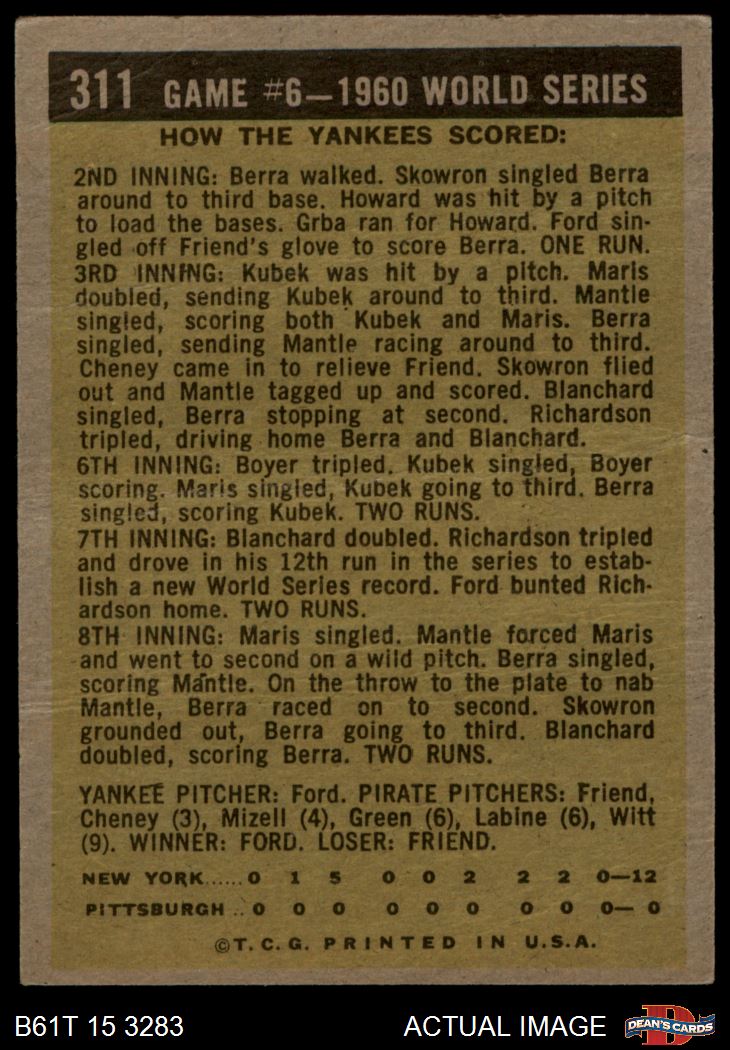 311 GAME #6—1960 WORLD SERIES
HOW THE YANKEES SCORED:
2ND INNING: Berra walked. Skowron singled Berra
around to third base. Howard was hit by a pitch
to load the bases. Grba ran for Howard. Ford sin-
gled off Friend's glove to score Berra. ONE RUN.
3RD INNING: Kubek was hit by a pitch. Maris
doubled, sending Kubek around to third. Mantle
singled, scoring both Kubek and Maris. Berra
singled, sending Mantle racing around to third.
Cheney came in to relieve Friend. Skowron flied
out and Mantle tagged up and scored. Blanchard
singled, Berra stopping at second. Richardson
tripled, driving home Berra and Blanchard.
6TH INNING: Boyer tripled. Kubek singled, Boyer
scoring. Maris singled, Kubek going to third. Berra
singled, scoring Kubek. TWO RUNS.
7TH INNING: Blanchard doubled. Richardson tripled
and drove in his 12th run in the series to estab-
lish a new World Series record. Ford bunted Rich-
ardson home. TWO RUNS.
8TH INNING: Maris singled. Mantle forced Maris
and went to second on a wild pitch. Berra singled,
scoring Mantle. On the throw to the plate to nab
Mantle, Berra raced on to second. Skowron
grounded out, Berra going to third. Blanchard
doubled, scoring Berra. TWO RUNS.
YANKEE PITCHER: Ford. PIRATE PITCHERS: Friend,
Cheney (3), Mizell (4), Green (6), Labine (6), Witt
(9). WINNER: FORD. LOSER: FRIEND.
NEW YORK......0 1 5 0 0 2 2 2 0—12
PITTSBURGH ..0 0 0 0 0 0 0 0 0— 0
©T.C.G. PRINTED IN U.S.A.
B61T 15 3283 ACTUAL IMAGE D DEAN'S CARDS